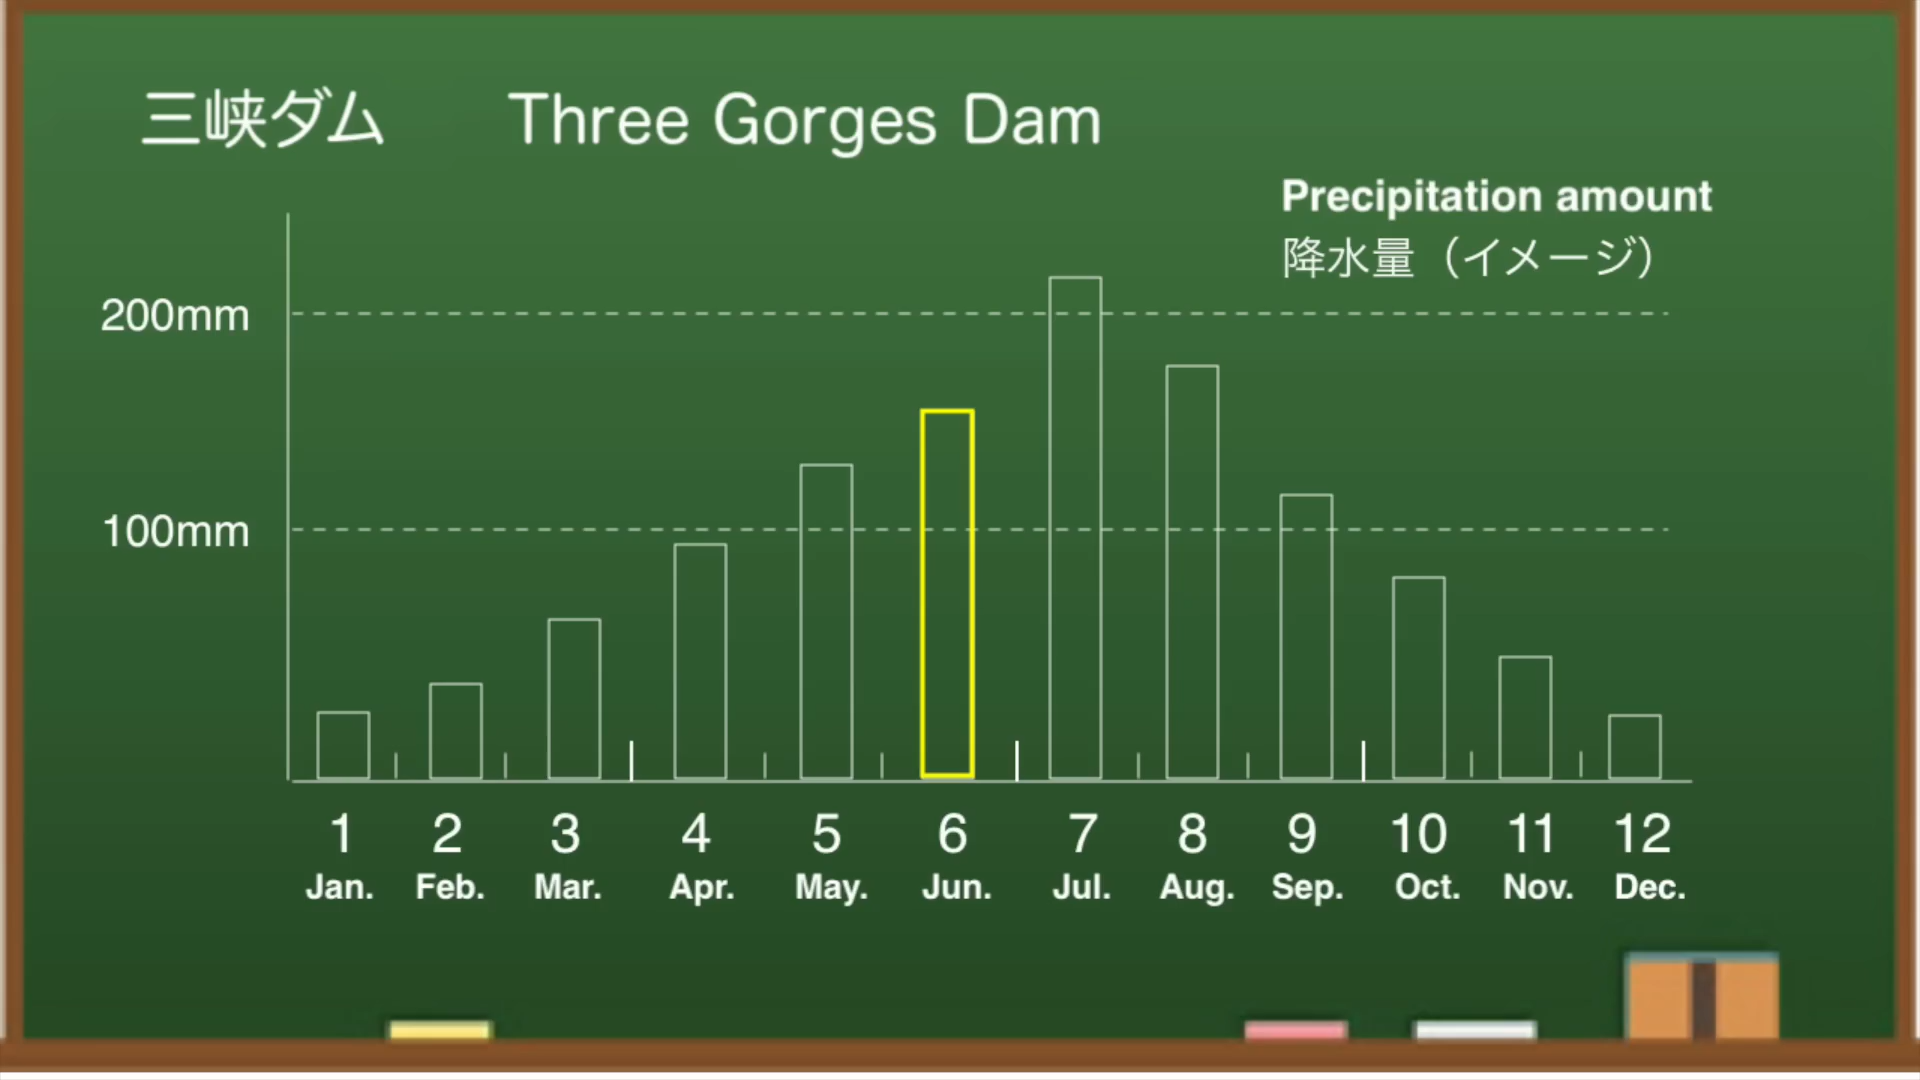 三峡ダム Three Gorges Dam
Precipitation amount
降水量（イメージ）
200mm
100mm
1 2 3 4 5 6 7 8 9 10 11 12
Jan. Feb. Mar. Apr. May. Jun. Jul. Aug. Sep. Oct. Nov. Dec.